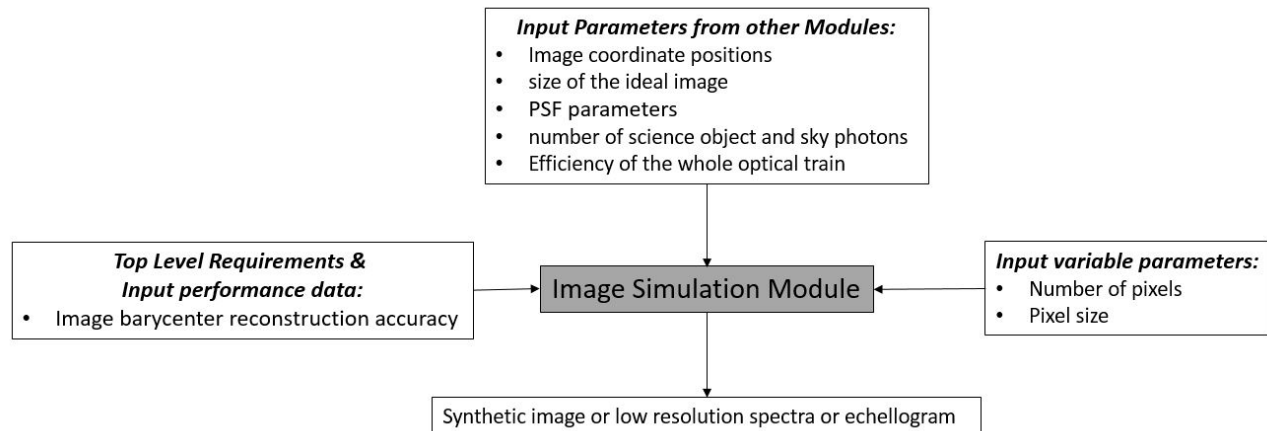 Input Parameters from other Modules:
• Image coordinate positions
• size of the ideal image
• PSF parameters
• number of science object and sky photons
• Efficiency of the whole optical train
Top Level Requirements &
Input performance data:
• Image barycenter reconstruction accuracy
Image Simulation Module
Input variable parameters:
• Number of pixels
• Pixel size
Synthetic image or low resolution spectra or echellogram